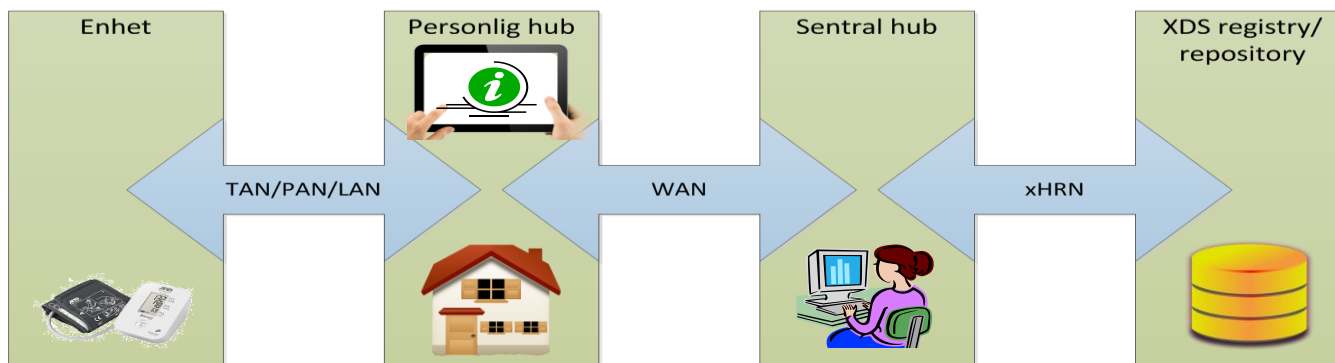 Enhet
Personlig hub
Sentral hub
XDS registry/
repository
i
TAN/PAN/LAN
WAN
xHRN